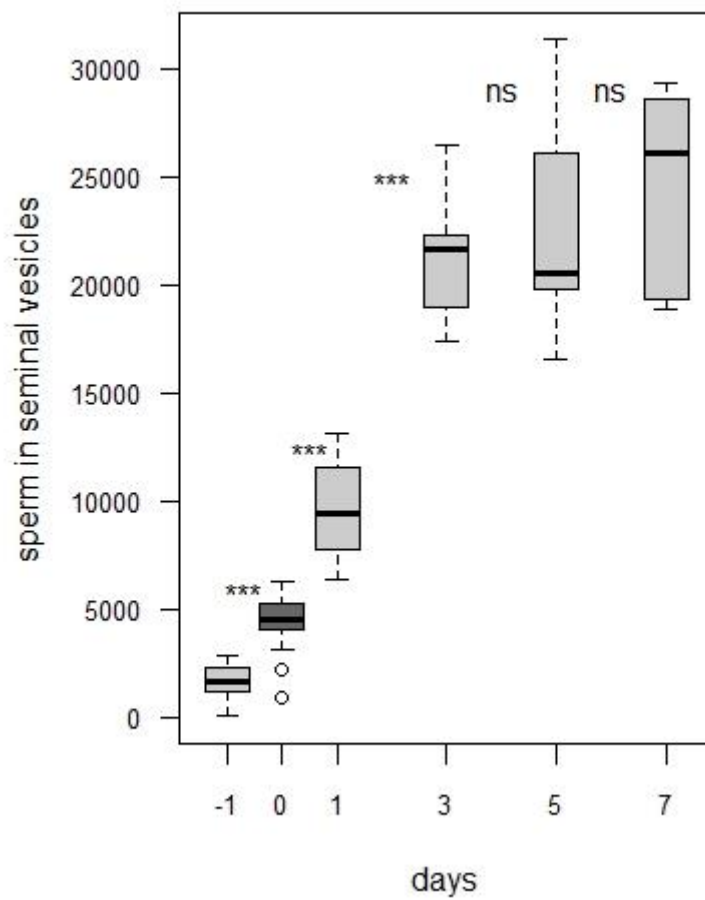 30000
25000
20000
15000
10000
5000
0
sperm in seminal vesicles
***
***
***
ns
ns
-1 0 1 3 5 7
days